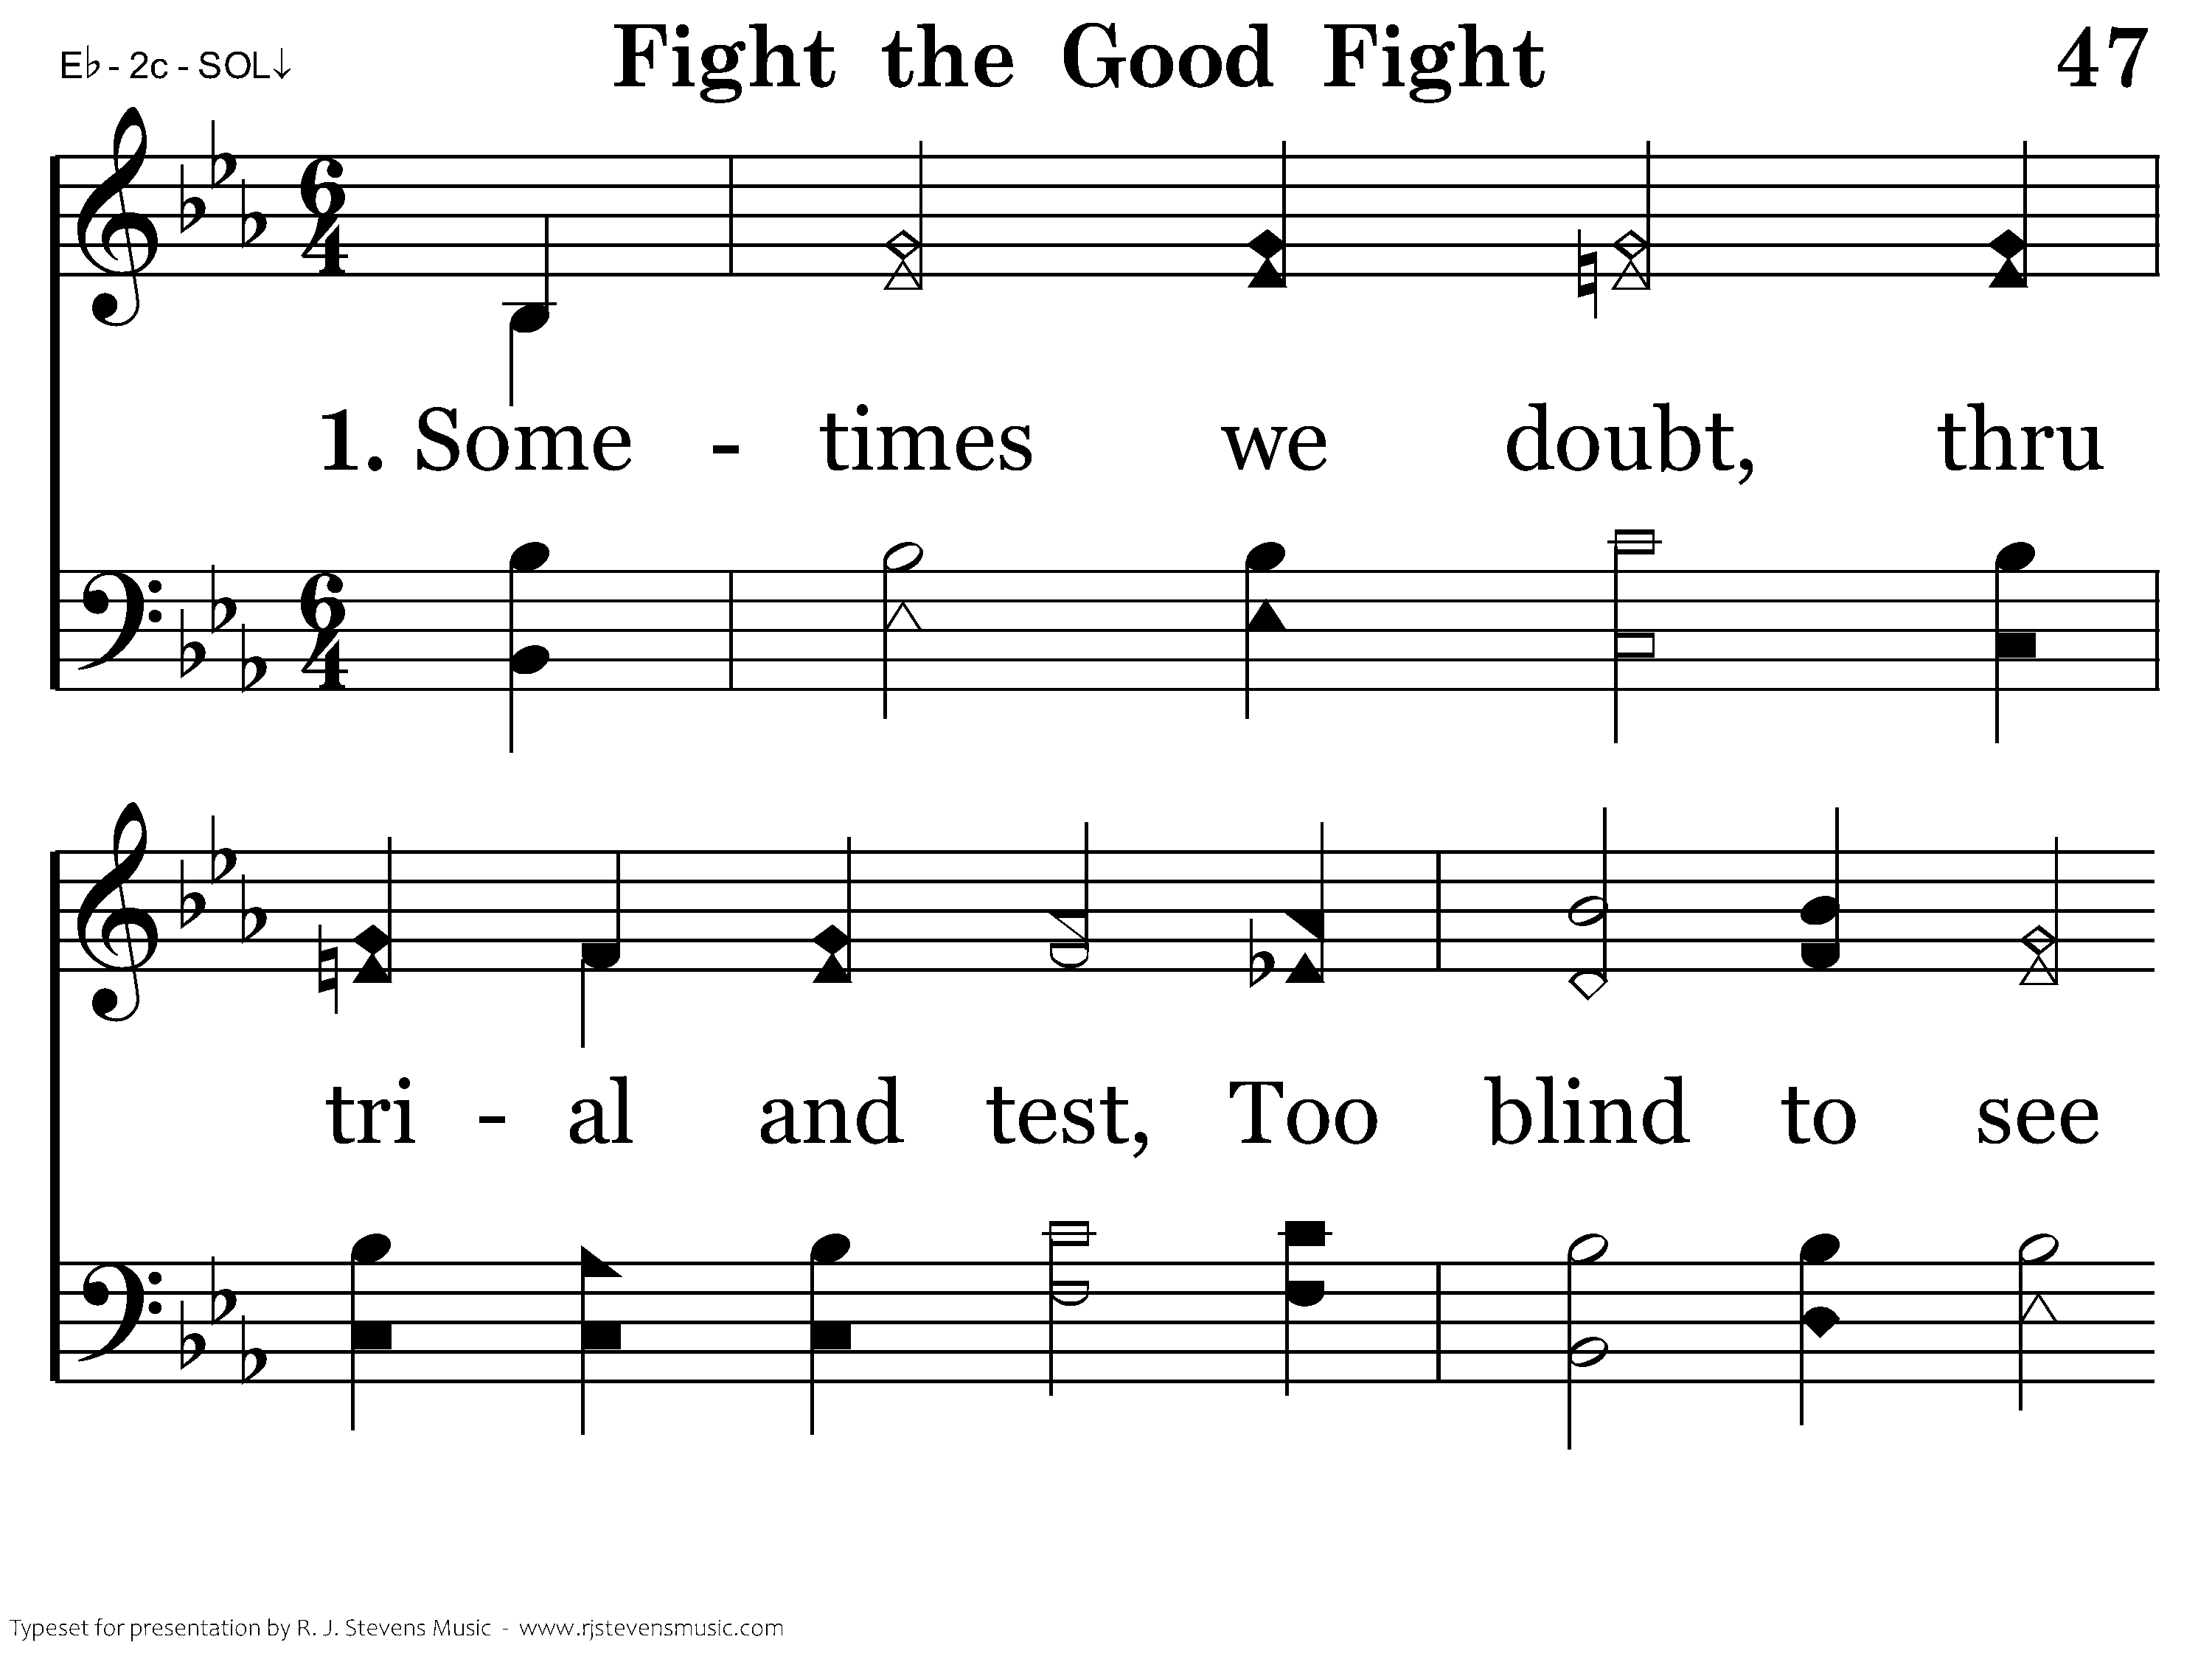 E♭ - 2c - SOL↓ Fight the Good Fight 47
1. Some - times we doubt, thru
tri - al and test, Too blind to see
Typeset for presentation by R. J. Stevens Music - www.rjstevensmusic.com